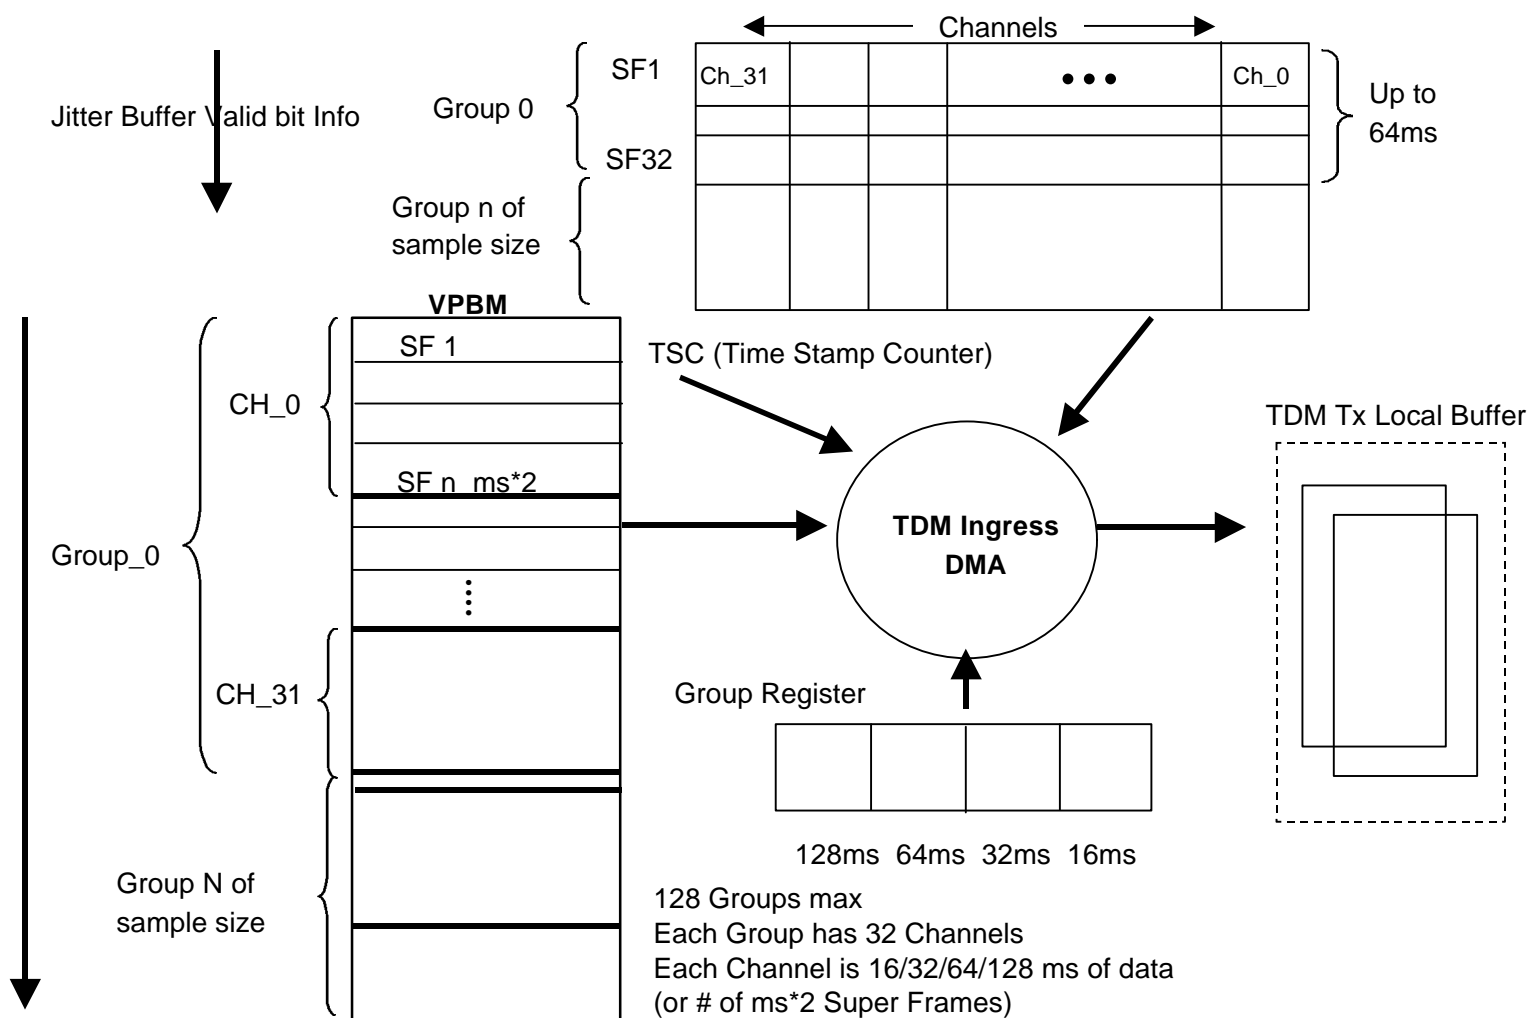 Channels
SF1
Ch_31
Ch_0
Group 0
Up to
64ms
Jitter Buffer Valid bit Info
SF32
Group n of
sample size
VPBM
SF 1
TSC (Time Stamp Counter)
CH_0
TDM Tx Local Buffer
SF n ms*2
TDM Ingress
DMA
Group_0
CH_31
Group Register
128ms 64ms 32ms 16ms
Group N of
sample size
128 Groups max
Each Group has 32 Channels
Each Channel is 16/32/64/128 ms of data
(or # of ms*2 Super Frames)